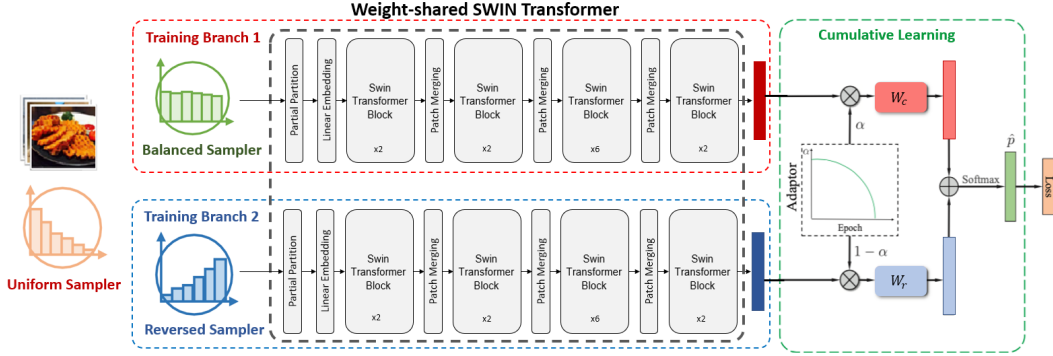 Weight-shared SWIN Transformer
Training Branch 1
Balanced Sampler
Patial Partition
Linear Embedding
Swin
Transformer
Block
x2
Patch Merging
Swin
Transformer
Block
x2
Patch Merging
Swin
Transformer
Block
x6
Patch Merging
Swin
Transformer
Block
x2
Uniform Sampler
Training Branch 2
Reversed Sampler
Patial Partition
Linear Embedding
Swin
Transformer
Block
x2
Patch Merging
Swin
Transformer
Block
x2
Patch Merging
Swin
Transformer
Block
x6
Patch Merging
Swin
Transformer
Block
x2
Cumulative Learning
W_c
α
Adaptor
α
Epoch
1 − α
W_r
Softmax
p̂
Loss